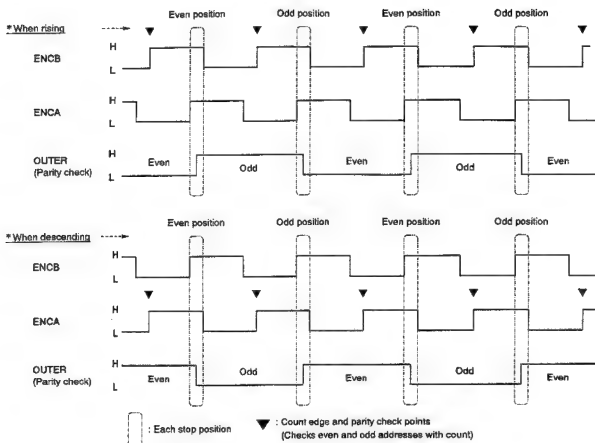 Even position Odd position Even position Odd position
* When rising
H
ENCB
L
H
ENCA
L
OUTER
(Parity check)
H
L
Even Odd Even Odd Even
Even position Odd position Even position Odd position
* When descending
H
ENCB
L
H
ENCA
L
OUTER
(Parity check)
H
L
Even Odd Even Odd Even
: Each stop position
: Count edge and parity check points
(Checks even and odd addresses with count)